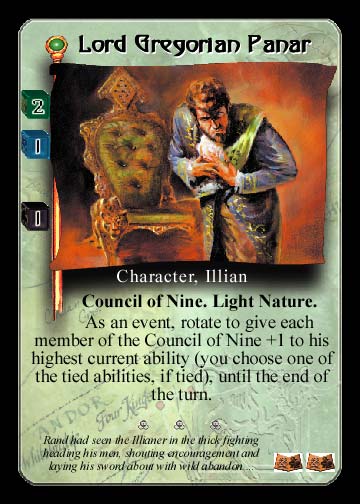 Lord Gregorian Panar
2
1
1
Character, Illian
Council of Nine. Light Nature.
As an event, rotate to give each
member of the Council of Nine +1 to his
highest current ability (you choose one of
the tied abilities, if tied), until the end of
the turn.
Rand had seen the Illianer in the thick fighting
heading his men, shouting encouragement and
laying his sword about with wild abandon....